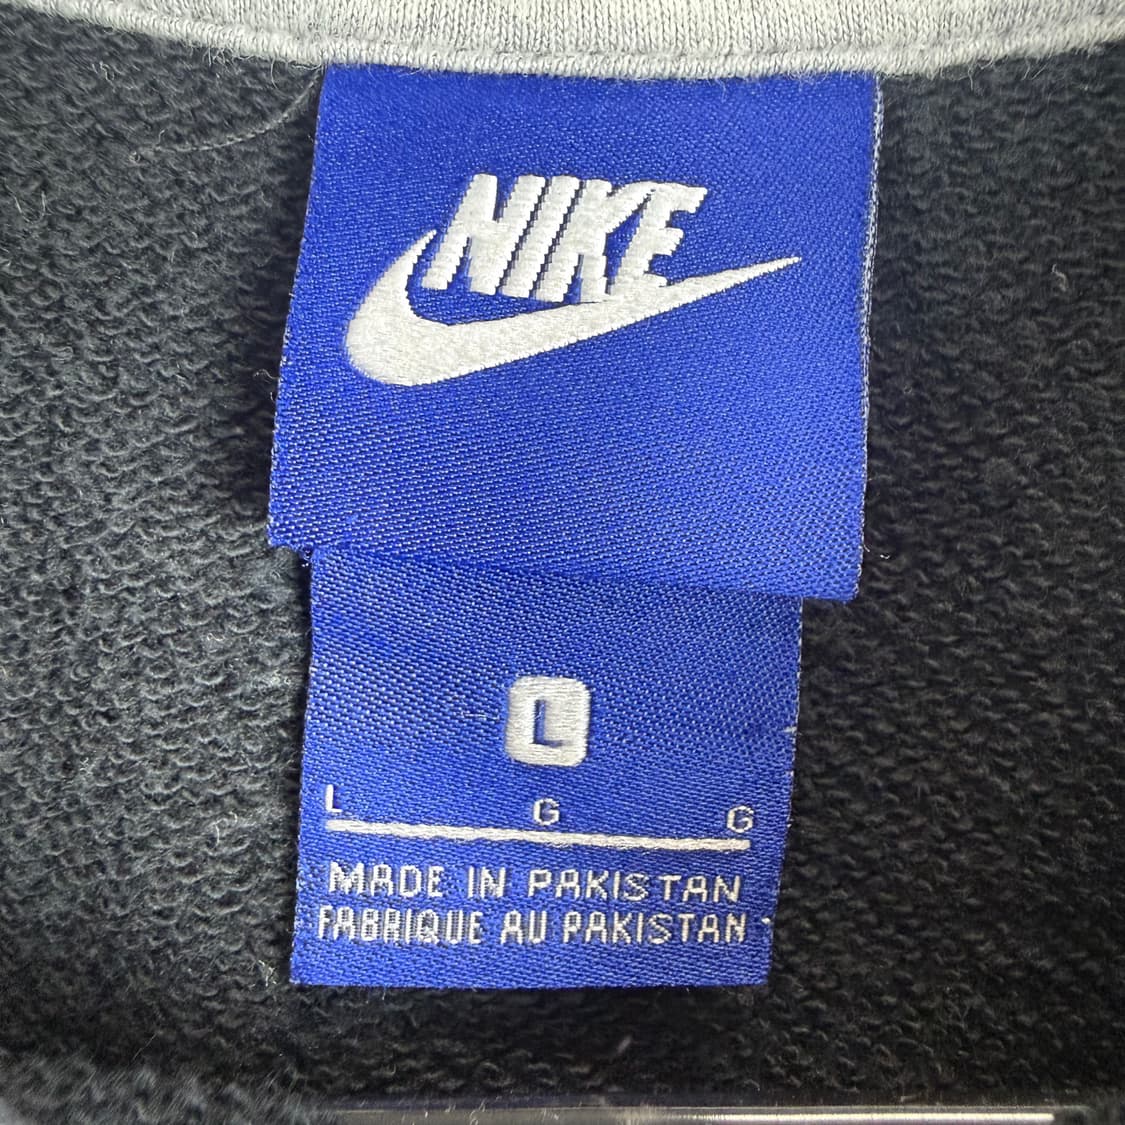 NIKE
L
L G G
MADE IN PAKISTAN
FABRIQUE AU PAKISTAN